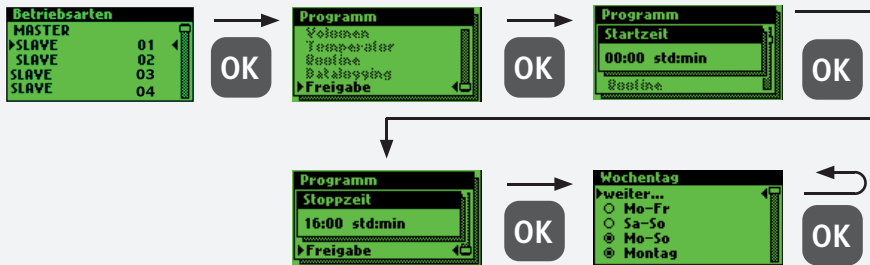 Betriebsarten
MASTER
SLAVE 01
SLAVE 02
SLAVE 03
SLAVE 04
OK
Programm
Volumen
Temperatur
Routine
Datalogging
Freigabe
OK
Programm
Startzeit
00:00 std:min
Routine
OK
Programm
Stoppzeit
16:00 std:min
Freigabe
OK
Wochentag
weiter...
Mo-Fr
Sa-So
Mo-So
Montag
OK